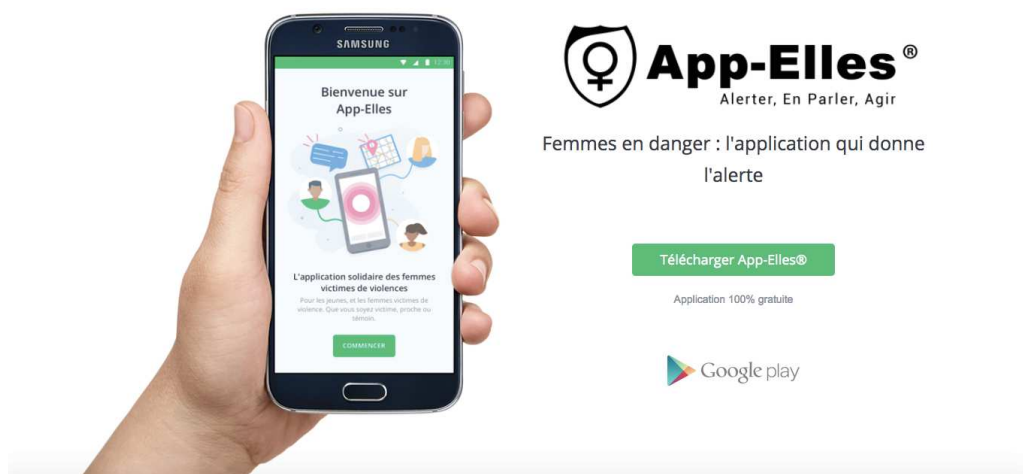 SAMSUNG
12:30
Bienvenue sur
App-Elles
L'application solidaire des femmes
victimes de violences
Pour les jeunes, et les femmes victimes de
violence. Que vous soyez victime, proche ou
témoin.
COMMENCER
App-Elles®
Alerter, En Parler, Agir
Femmes en danger : l'application qui donne
l'alerte
Télécharger App-Elles®
Application 100% gratuite
Google play